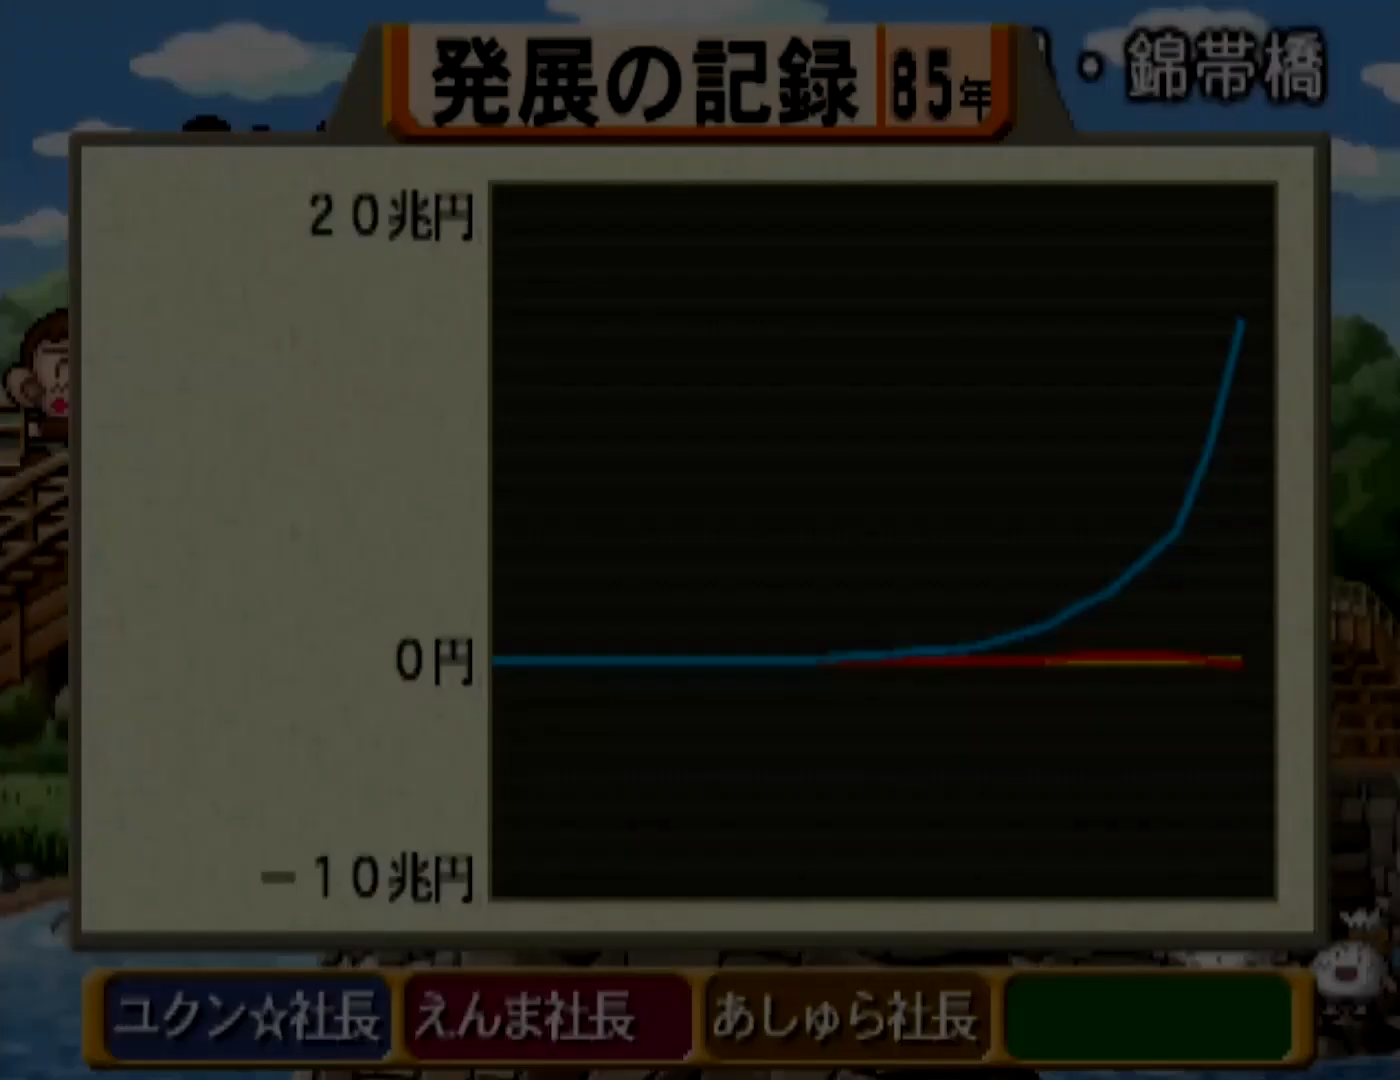 発展の記録 85年
・錦帯橋
20兆円
0円
－10兆円
ユクン☆社長 えんま社長 あしゅら社長